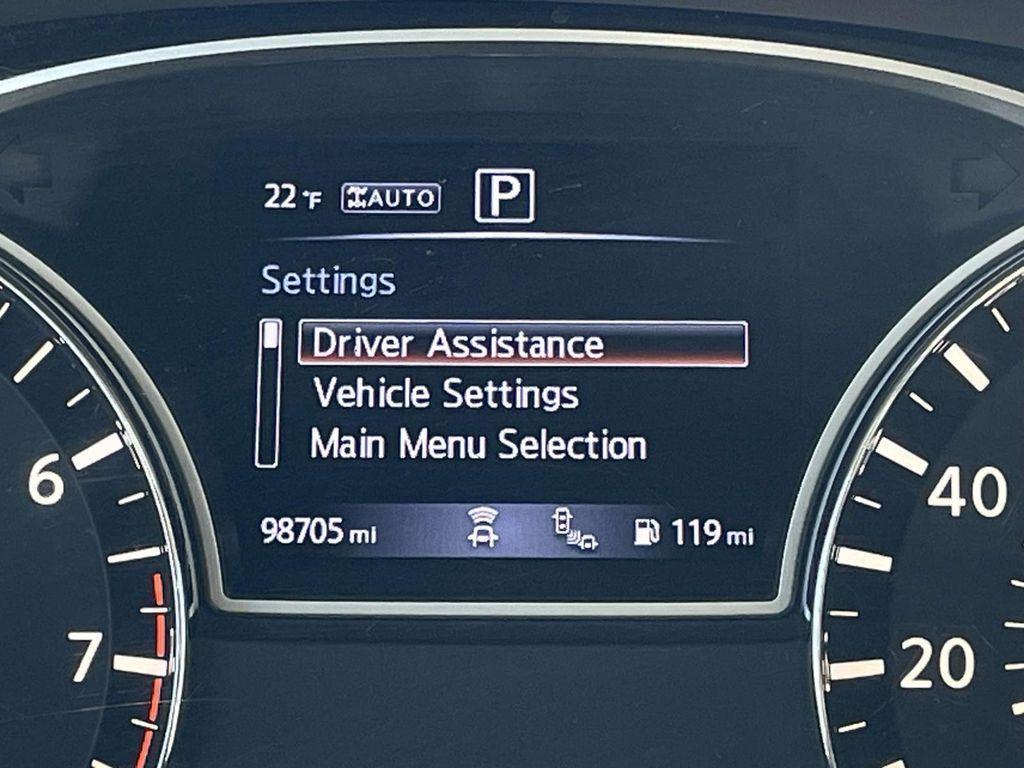 22 °F AUTO P
Settings
Driver Assistance
Vehicle Settings
Main Menu Selection
98705 mi 119 mi
6
7
40
20